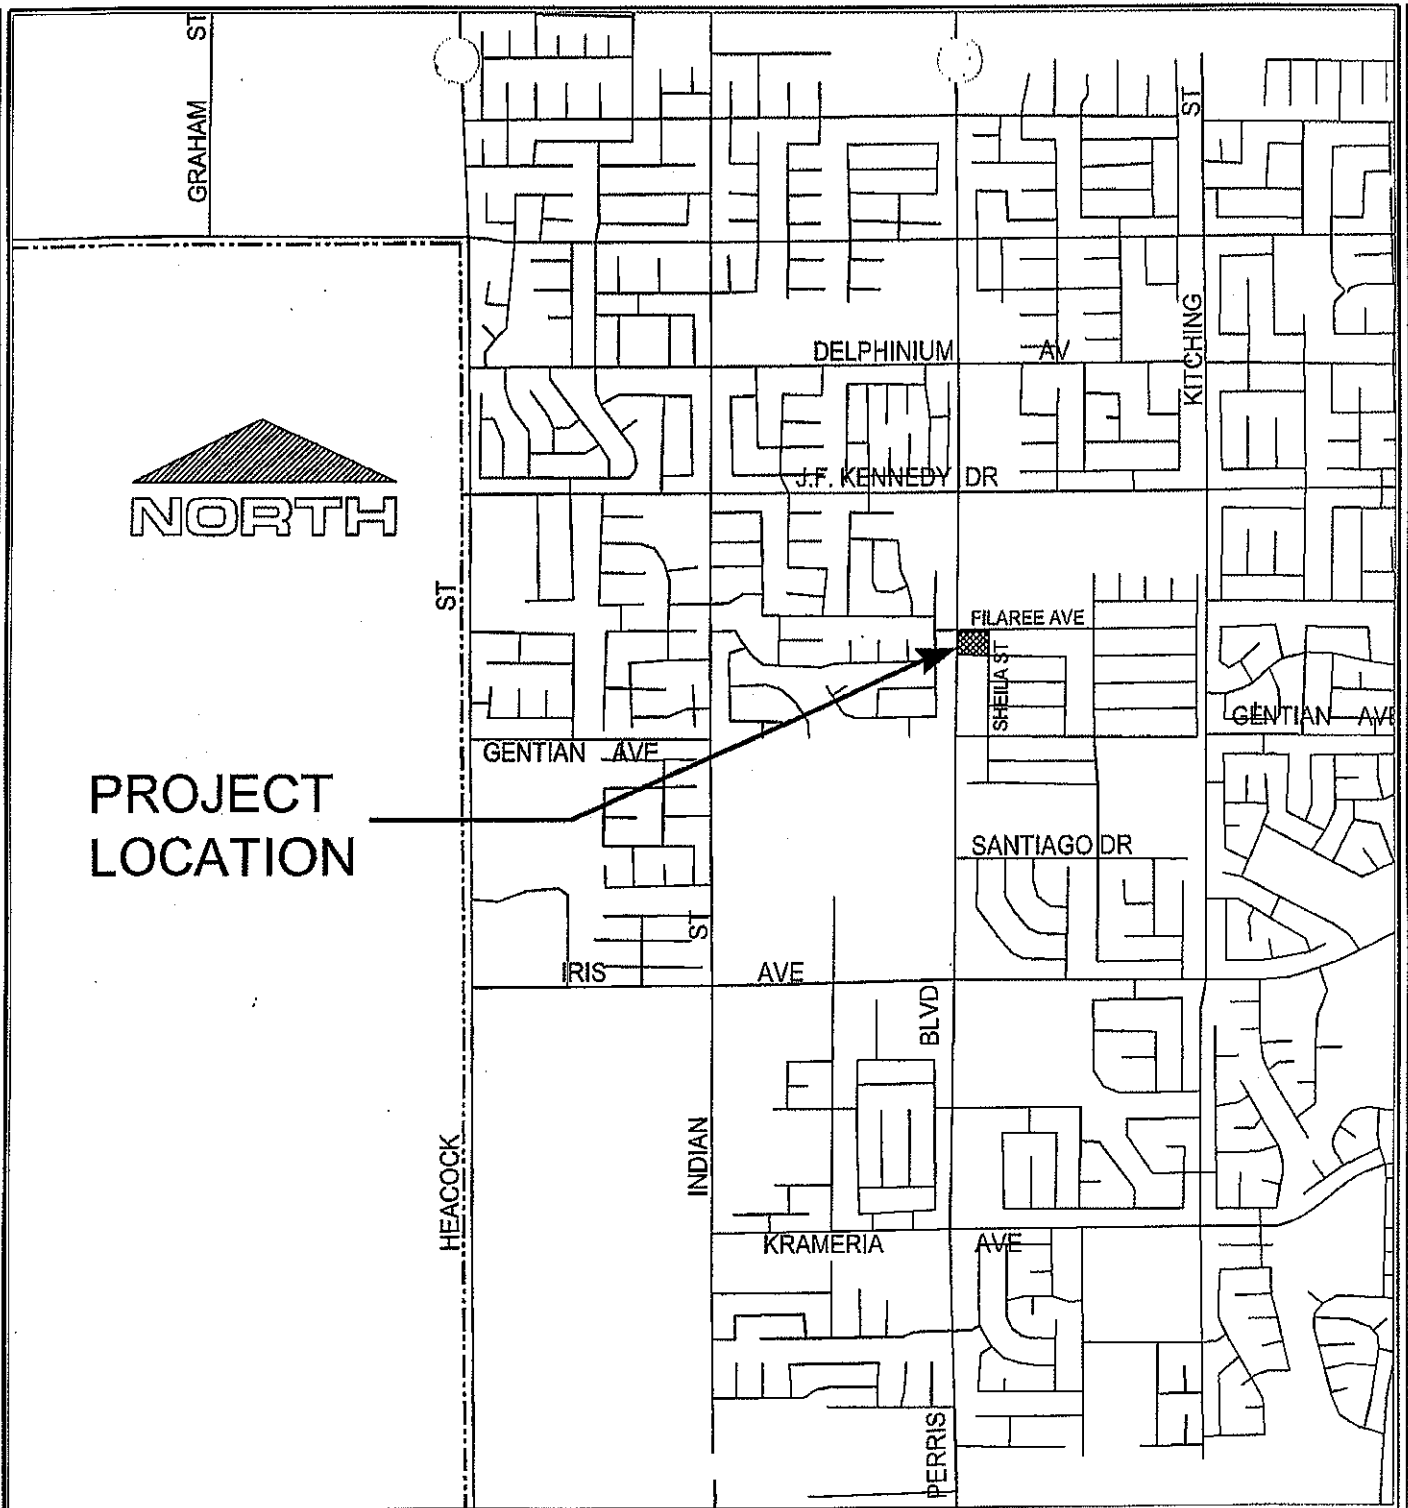 GRAHAM ST
ST
DELPHINIUM AV
KITCHING
J.F. KENNEDY DR
NORTH
ST
FILAREE AVE
SHEILA ST
GENTIAN AVE
GENTIAN AVE
PROJECT
LOCATION
SANTIAGO DR
ST
IRIS AVE
BLVD
HEACOCK
INDIAN
KRAMERIA AVE
PERRIS